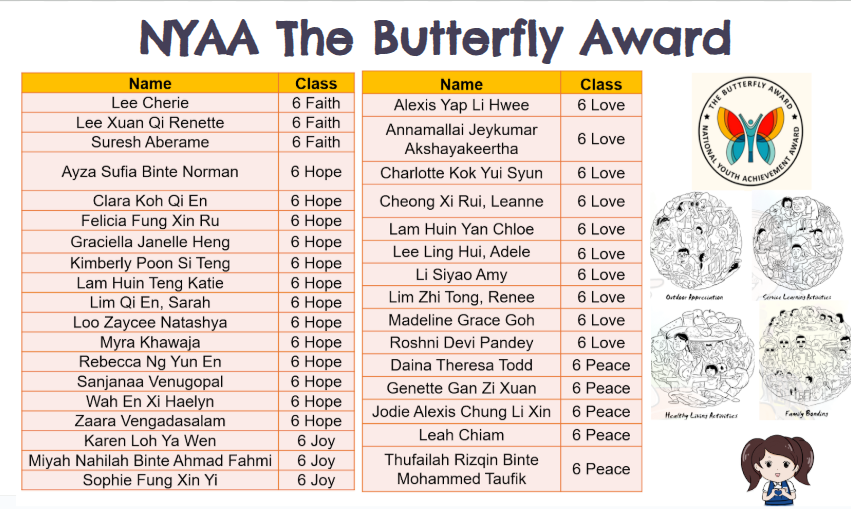 NYAA The Butterfly Award
Name Class
Lee Cherie 6 Faith
Lee Xuan Qi Renette 6 Faith
Suresh Aberame 6 Faith
Ayza Sufia Binte Norman 6 Hope
Clara Koh Qi En 6 Hope
Felicia Fung Xin Ru 6 Hope
Graciella Janelle Heng 6 Hope
Kimberly Poon Si Teng 6 Hope
Lam Huin Teng Katie 6 Hope
Lim Qi En, Sarah 6 Hope
Loo Zaycee Natashya 6 Hope
Myra Khawaja 6 Hope
Rebecca Ng Yun En 6 Hope
Sanjanaa Venugopal 6 Hope
Wah En Xi Haelyn 6 Hope
Zaara Vengadasalam 6 Hope
Karen Loh Ya Wen 6 Joy
Miyah Nahilah Binte Ahmad Fahmi 6 Joy
Sophie Fung Xin Yi 6 Joy
Name Class
Alexis Yap Li Hwee 6 Love
Annamallai Jeykumar
Akshayakeertha 6 Love
Charlotte Kok Yui Syun 6 Love
Cheong Xi Rui, Leanne 6 Love
Lam Huin Yan Chloe 6 Love
Lee Ling Hui, Adele 6 Love
Li Siyao Amy 6 Love
Lim Zhi Tong, Renee 6 Love
Madeline Grace Goh 6 Love
Roshni Devi Pandey 6 Love
Daina Theresa Todd 6 Peace
Genette Gan Zi Xuan 6 Peace
Jodie Alexis Chung Li Xin 6 Peace
Leah Chiam 6 Peace
Thufailah Rizqin Binte
Mohammed Taufik 6 Peace
THE BUTTERFLY AWARD
NATIONAL YOUTH ACHIEVEMENT AWARD
Outdoor Appreciation
Service Learning Activities
Healthy Living Activities
Family Bonding